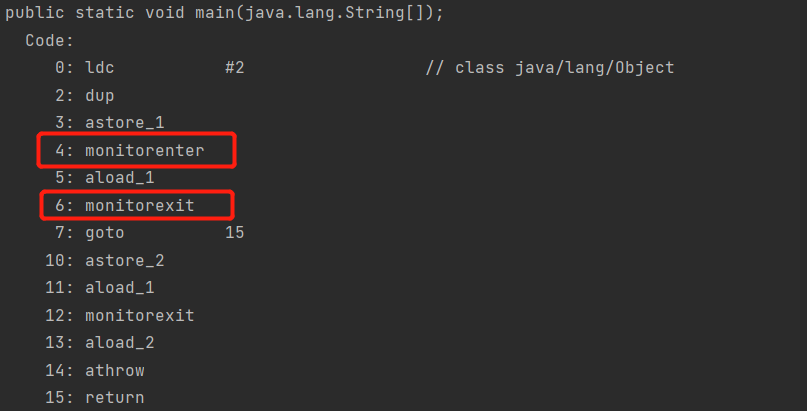 public static void main(java.lang.String[]);
Code:
0: ldc #2 // class java/lang/Object
2: dup
3: astore_1
4: monitorenter
5: aload_1
6: monitorexit
7: goto 15
10: astore_2
11: aload_1
12: monitorexit
13: aload_2
14: athrow
15: return